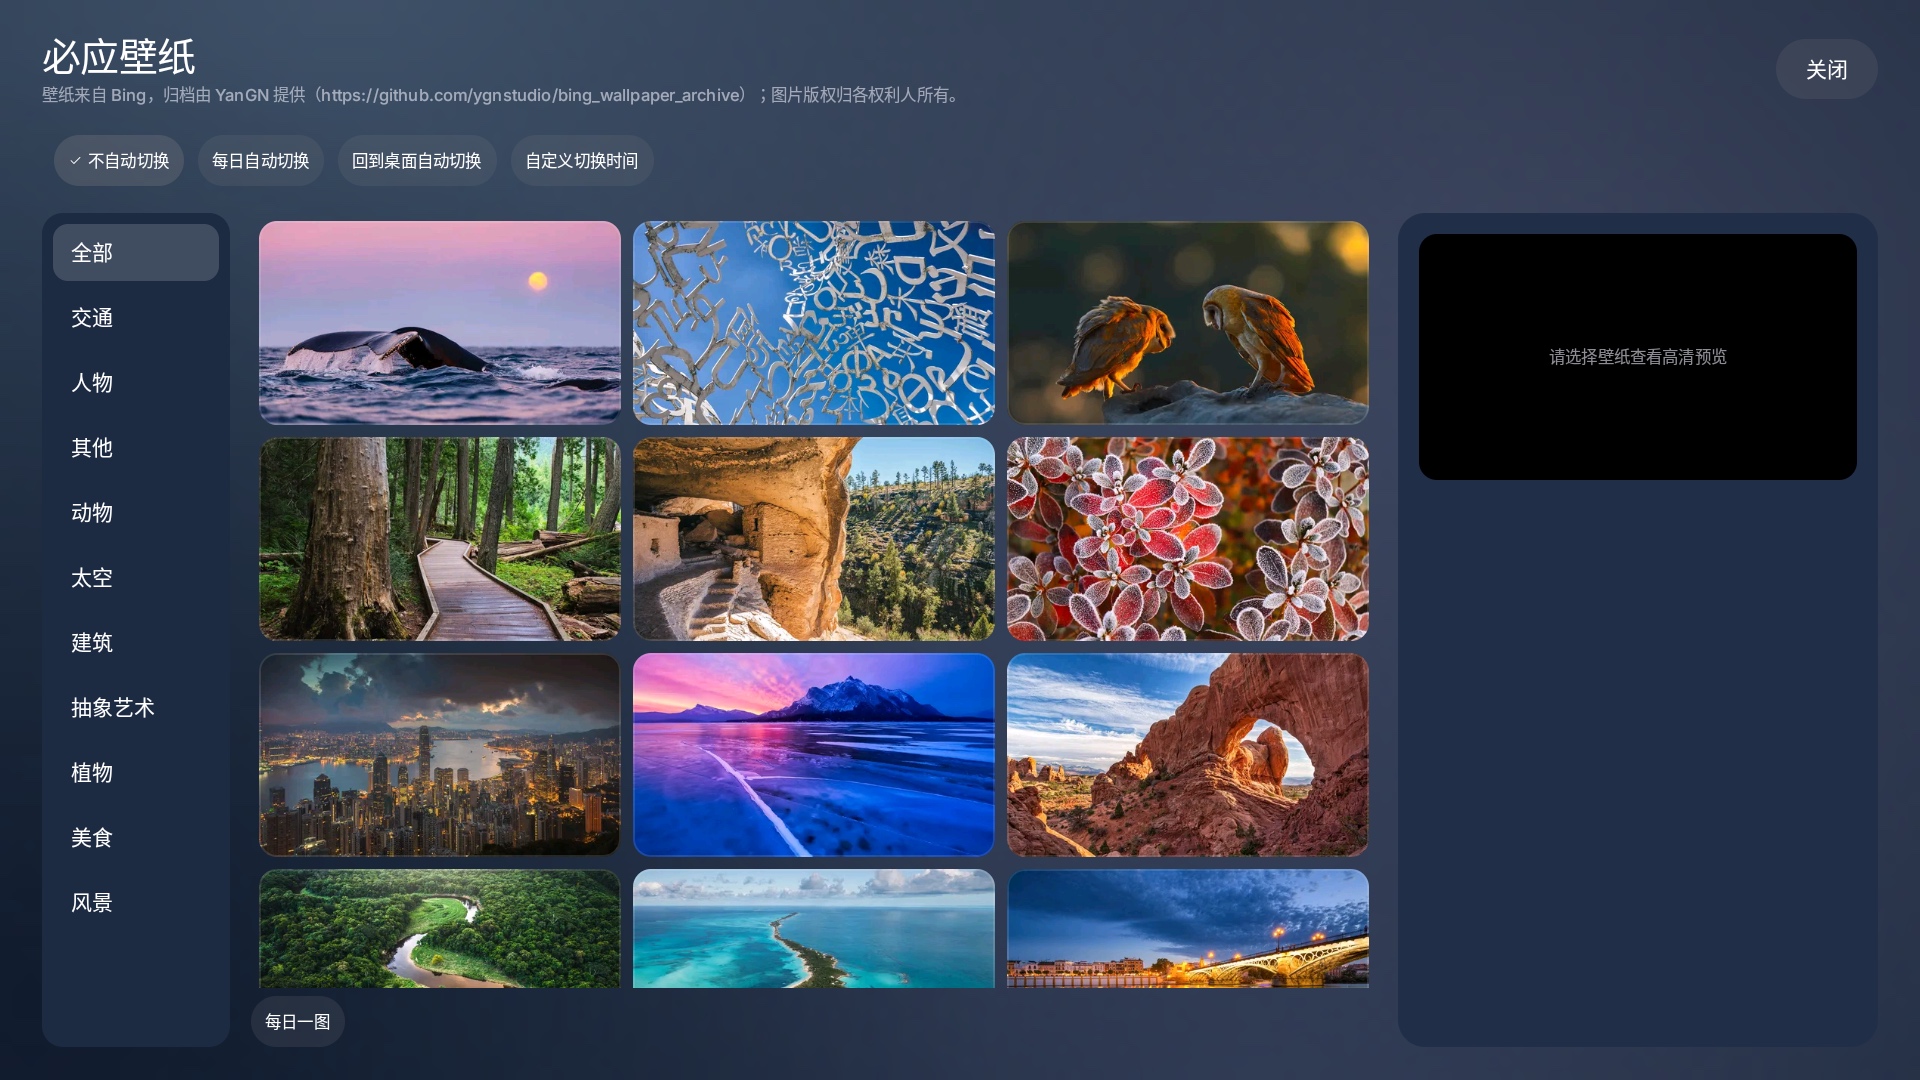 必应壁纸
壁纸来自 Bing，归档由 YanGN 提供（https://github.com/ygnstudio/bing_wallpaper_archive）；图片版权归各权利人所有。
关闭
不自动切换
每日自动切换
回到桌面自动切换
自定义切换时间
全部
交通
人物
其他
动物
太空
建筑
抽象艺术
植物
美食
风景
请选择壁纸查看高清预览
每日一图